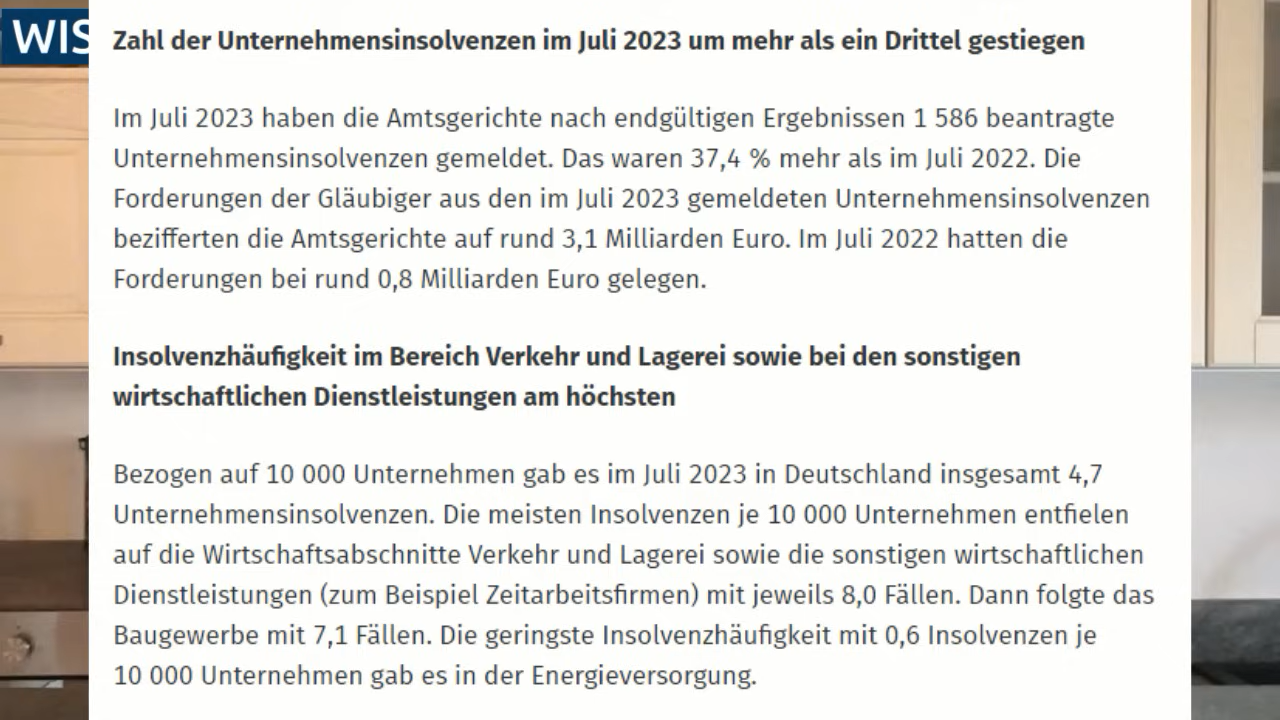 WIS
Zahl der Unternehmensinsolvenzen im Juli 2023 um mehr als ein Drittel gestiegen
Im Juli 2023 haben die Amtsgerichte nach endgültigen Ergebnissen 1 586 beantragte
Unternehmensinsolvenzen gemeldet. Das waren 37,4 % mehr als im Juli 2022. Die
Forderungen der Gläubiger aus den im Juli 2023 gemeldeten Unternehmensinsolvenzen
bezifferten die Amtsgerichte auf rund 3,1 Milliarden Euro. Im Juli 2022 hatten die
Forderungen bei rund 0,8 Milliarden Euro gelegen.
Insolvenzhäufigkeit im Bereich Verkehr und Lagerei sowie bei den sonstigen
wirtschaftlichen Dienstleistungen am höchsten
Bezogen auf 10 000 Unternehmen gab es im Juli 2023 in Deutschland insgesamt 4,7
Unternehmensinsolvenzen. Die meisten Insolvenzen je 10 000 Unternehmen entfielen
auf die Wirtschaftsabschnitte Verkehr und Lagerei sowie die sonstigen wirtschaftlichen
Dienstleistungen (zum Beispiel Zeitarbeitsfirmen) mit jeweils 8,0 Fällen. Dann folgte das
Baugewerbe mit 7,1 Fällen. Die geringste Insolvenzhäufigkeit mit 0,6 Insolvenzen je
10 000 Unternehmen gab es in der Energieversorgung.